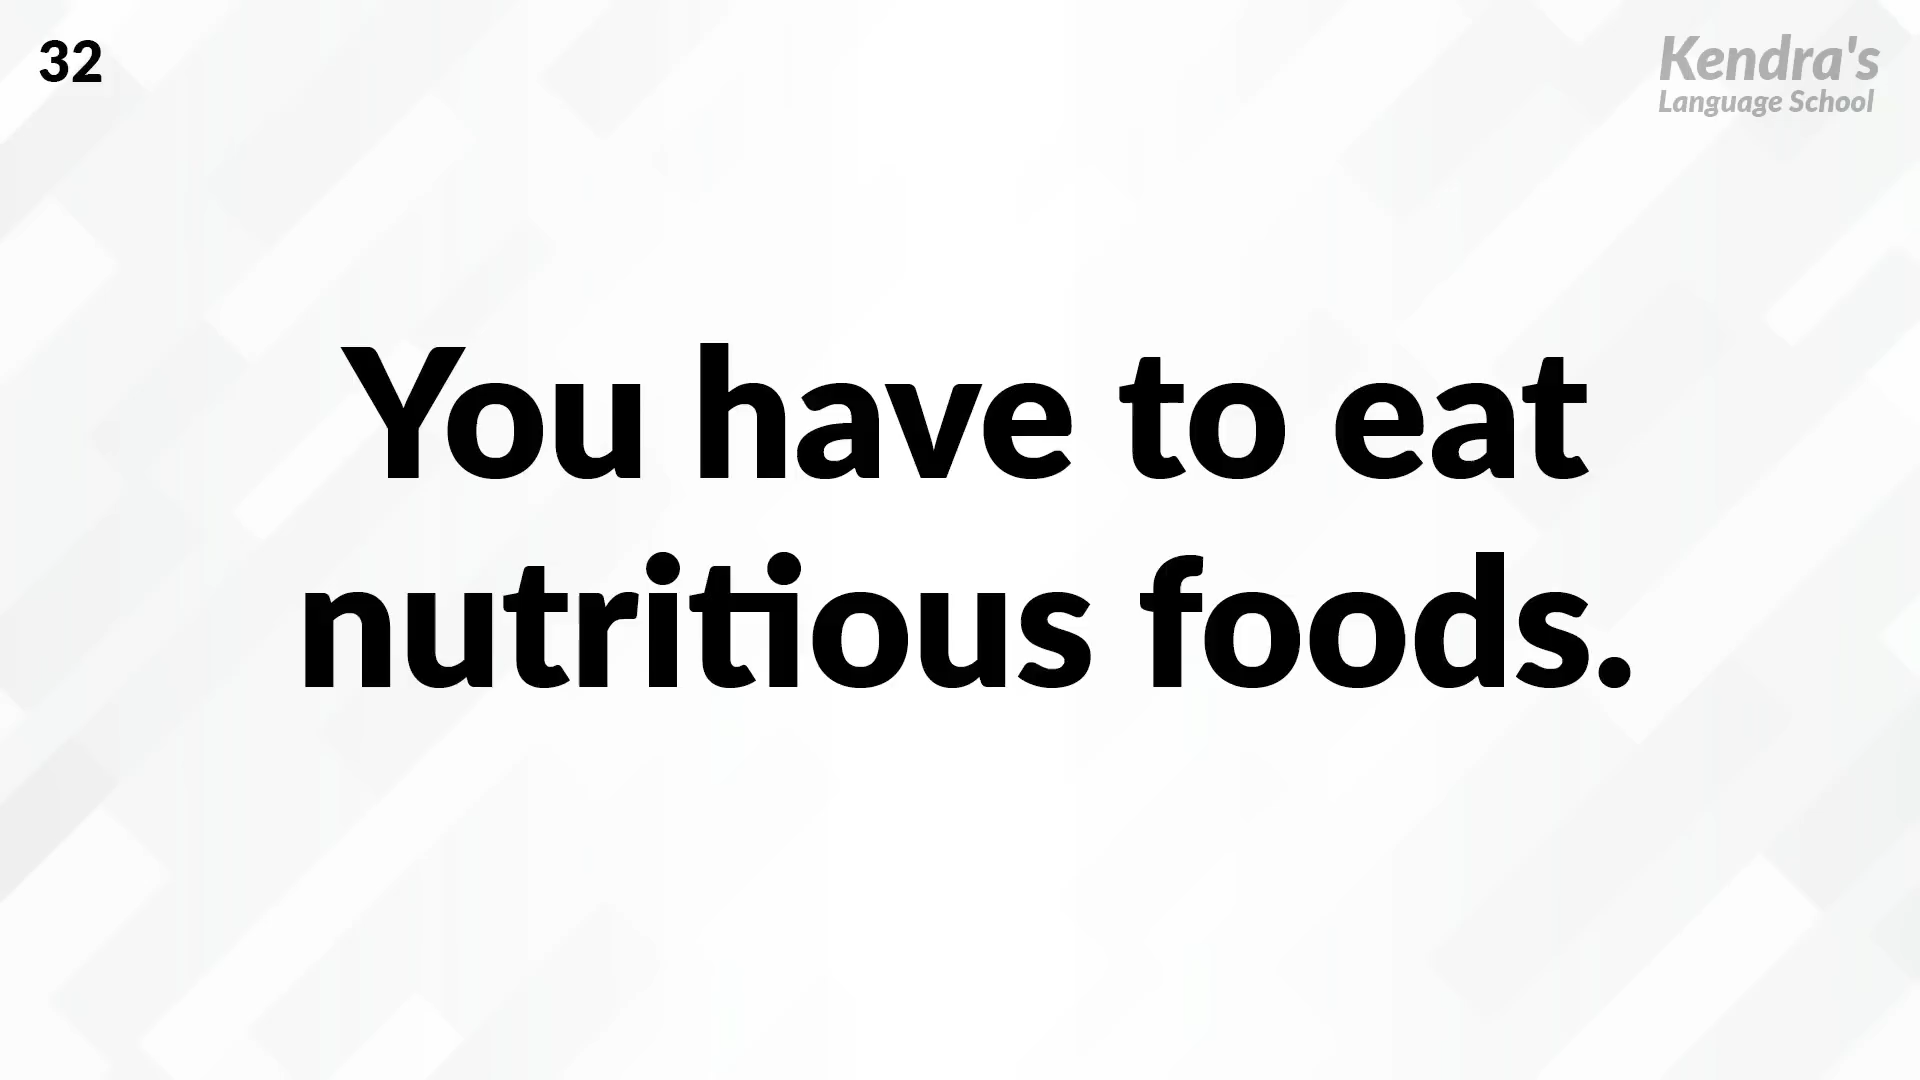 32
Kendra's
Language School
You have to eat
nutritious foods.